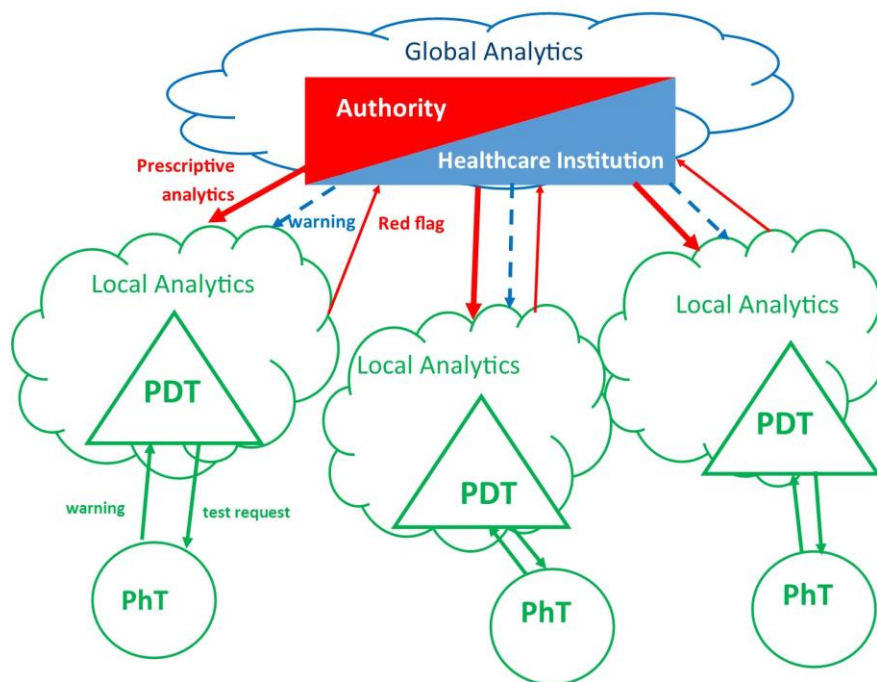 Global Analytics
Authority
Healthcare Institution
Prescriptive
analytics
warning
Red flag
Local Analytics
PDT
warning
test request
PhT
Local Analytics
PDT
PhT
Local Analytics
PDT
PhT